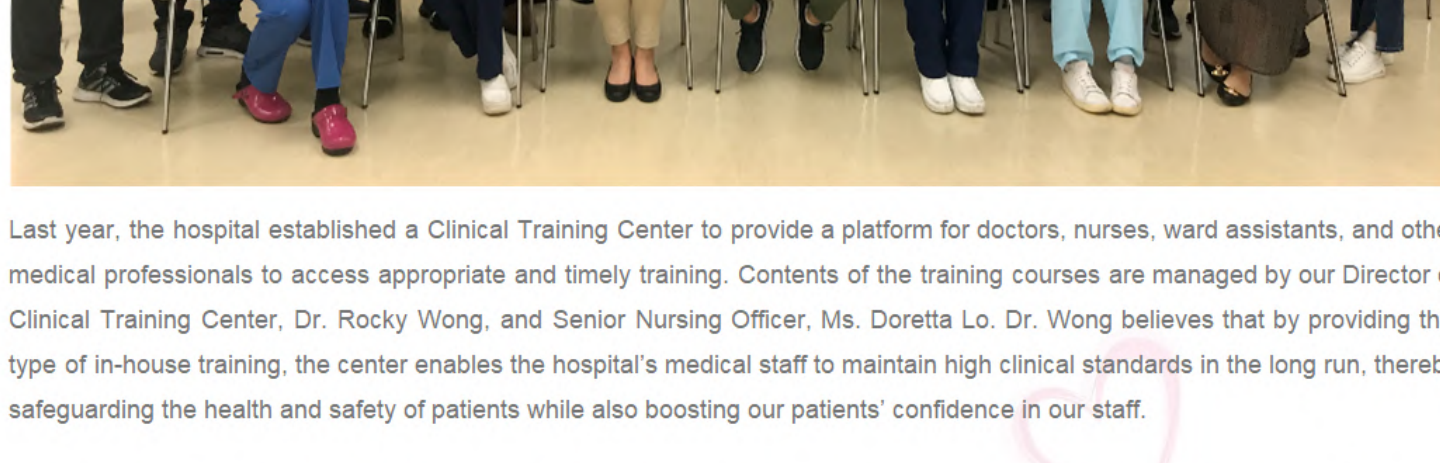 Last year, the hospital established a Clinical Training Center to provide a platform for doctors, nurses, ward assistants, and othe
medical professionals to access appropriate and timely training. Contents of the training courses are managed by our Director
Clinical Training Center, Dr. Rocky Wong, and Senior Nursing Officer, Ms. Doretta Lo. Dr. Wong believes that by providing th
type of in-house training, the center enables the hospital's medical staff to maintain high clinical standards in the long run, thereb
safeguarding the health and safety of patients while also boosting our patients' confidence in our staff.